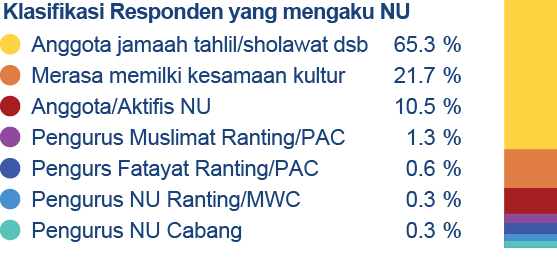 Klasifikasi Responden yang mengaku NU
Anggota jamaah tahlil/sholawat dsb 65.3 %
Merasa memilki kesamaan kultur 21.7 %
Anggota/Aktifis NU 10.5 %
Pengurus Muslimat Ranting/PAC 1.3 %
Pengurs Fatayat Ranting/PAC 0.6 %
Pengurus NU Ranting/MWC 0.3 %
Pengurus NU Cabang 0.3 %